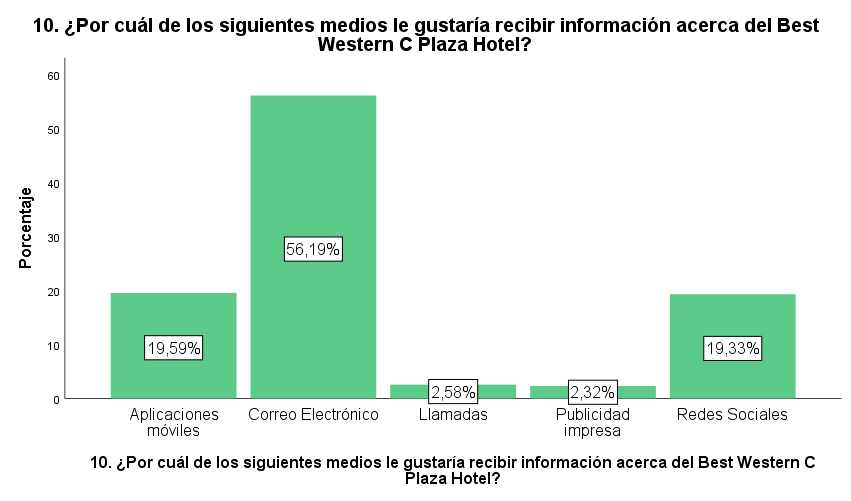 10. ¿Por cuál de los siguientes medios le gustaría recibir información acerca del Best
Western C Plaza Hotel?
Porcentaje
60
50
40
30
20
10
0
19,59%
56,19%
2,58%
2,32%
19,33%
Aplicaciones
móviles
Correo Electrónico
Llamadas
Publicidad
impresa
Redes Sociales
10. ¿Por cuál de los siguientes medios le gustaría recibir información acerca del Best Western C
Plaza Hotel?